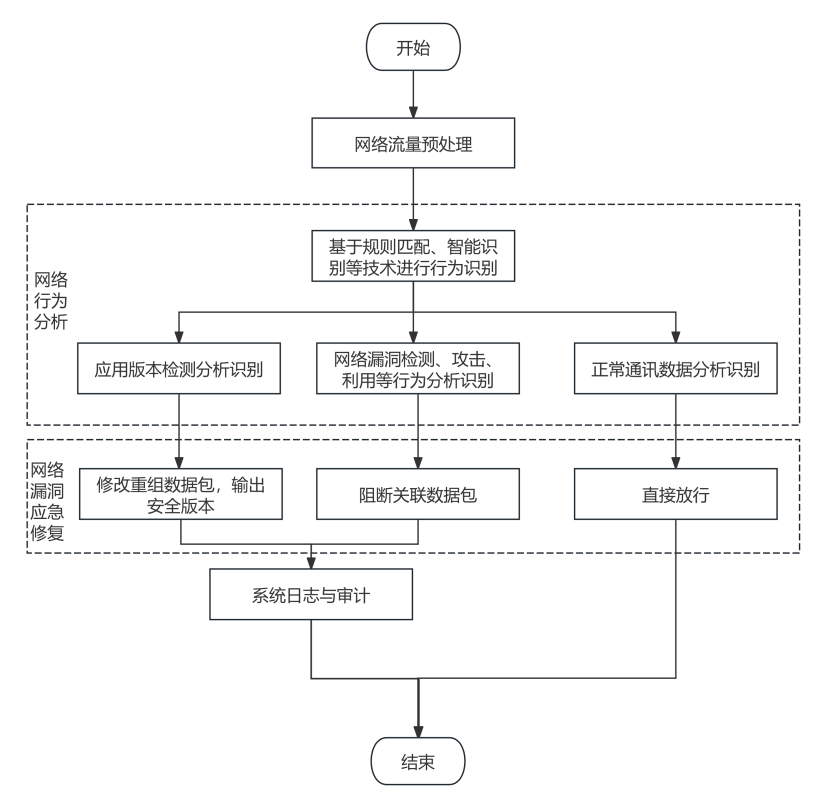 开始
网络流量预处理
网络
行为
分析
基于规则匹配、智能识
别等技术进行行为识别
应用版本检测分析识别
网络漏洞检测、攻击、
利用等行为分析识别
正常通讯数据分析识别
网络
漏洞
应急
修复
修改重组数据包，输出
安全版本
阻断关联数据包
直接放行
系统日志与审计
结束